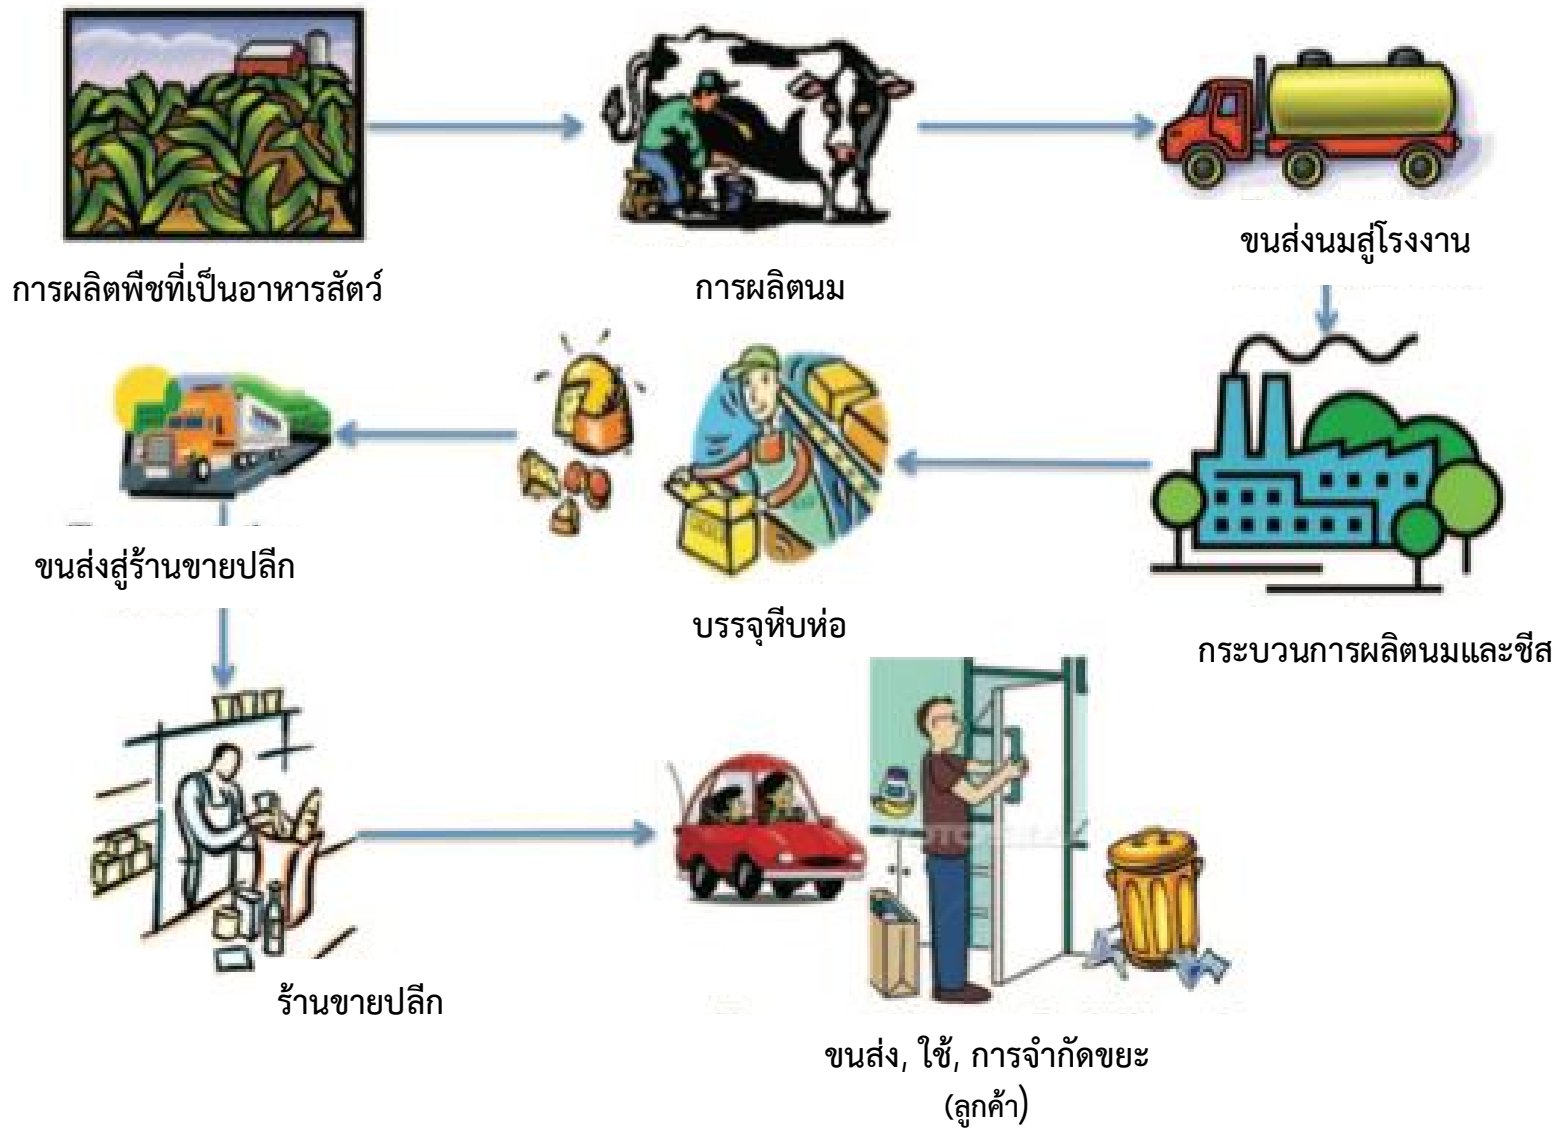 การผลิตพืชที่เป็นอาหารสัตว์
การผลิตนม
ขนส่งนมสู่โรงงาน
ขนส่งสู่ร้านขายปลีก
บรรจุหีบห่อ
กระบวนการผลิตนมและชีส
ร้านขายปลีก
ขนส่ง, ใช้, การจำกัดขยะ
(ลูกค้า)